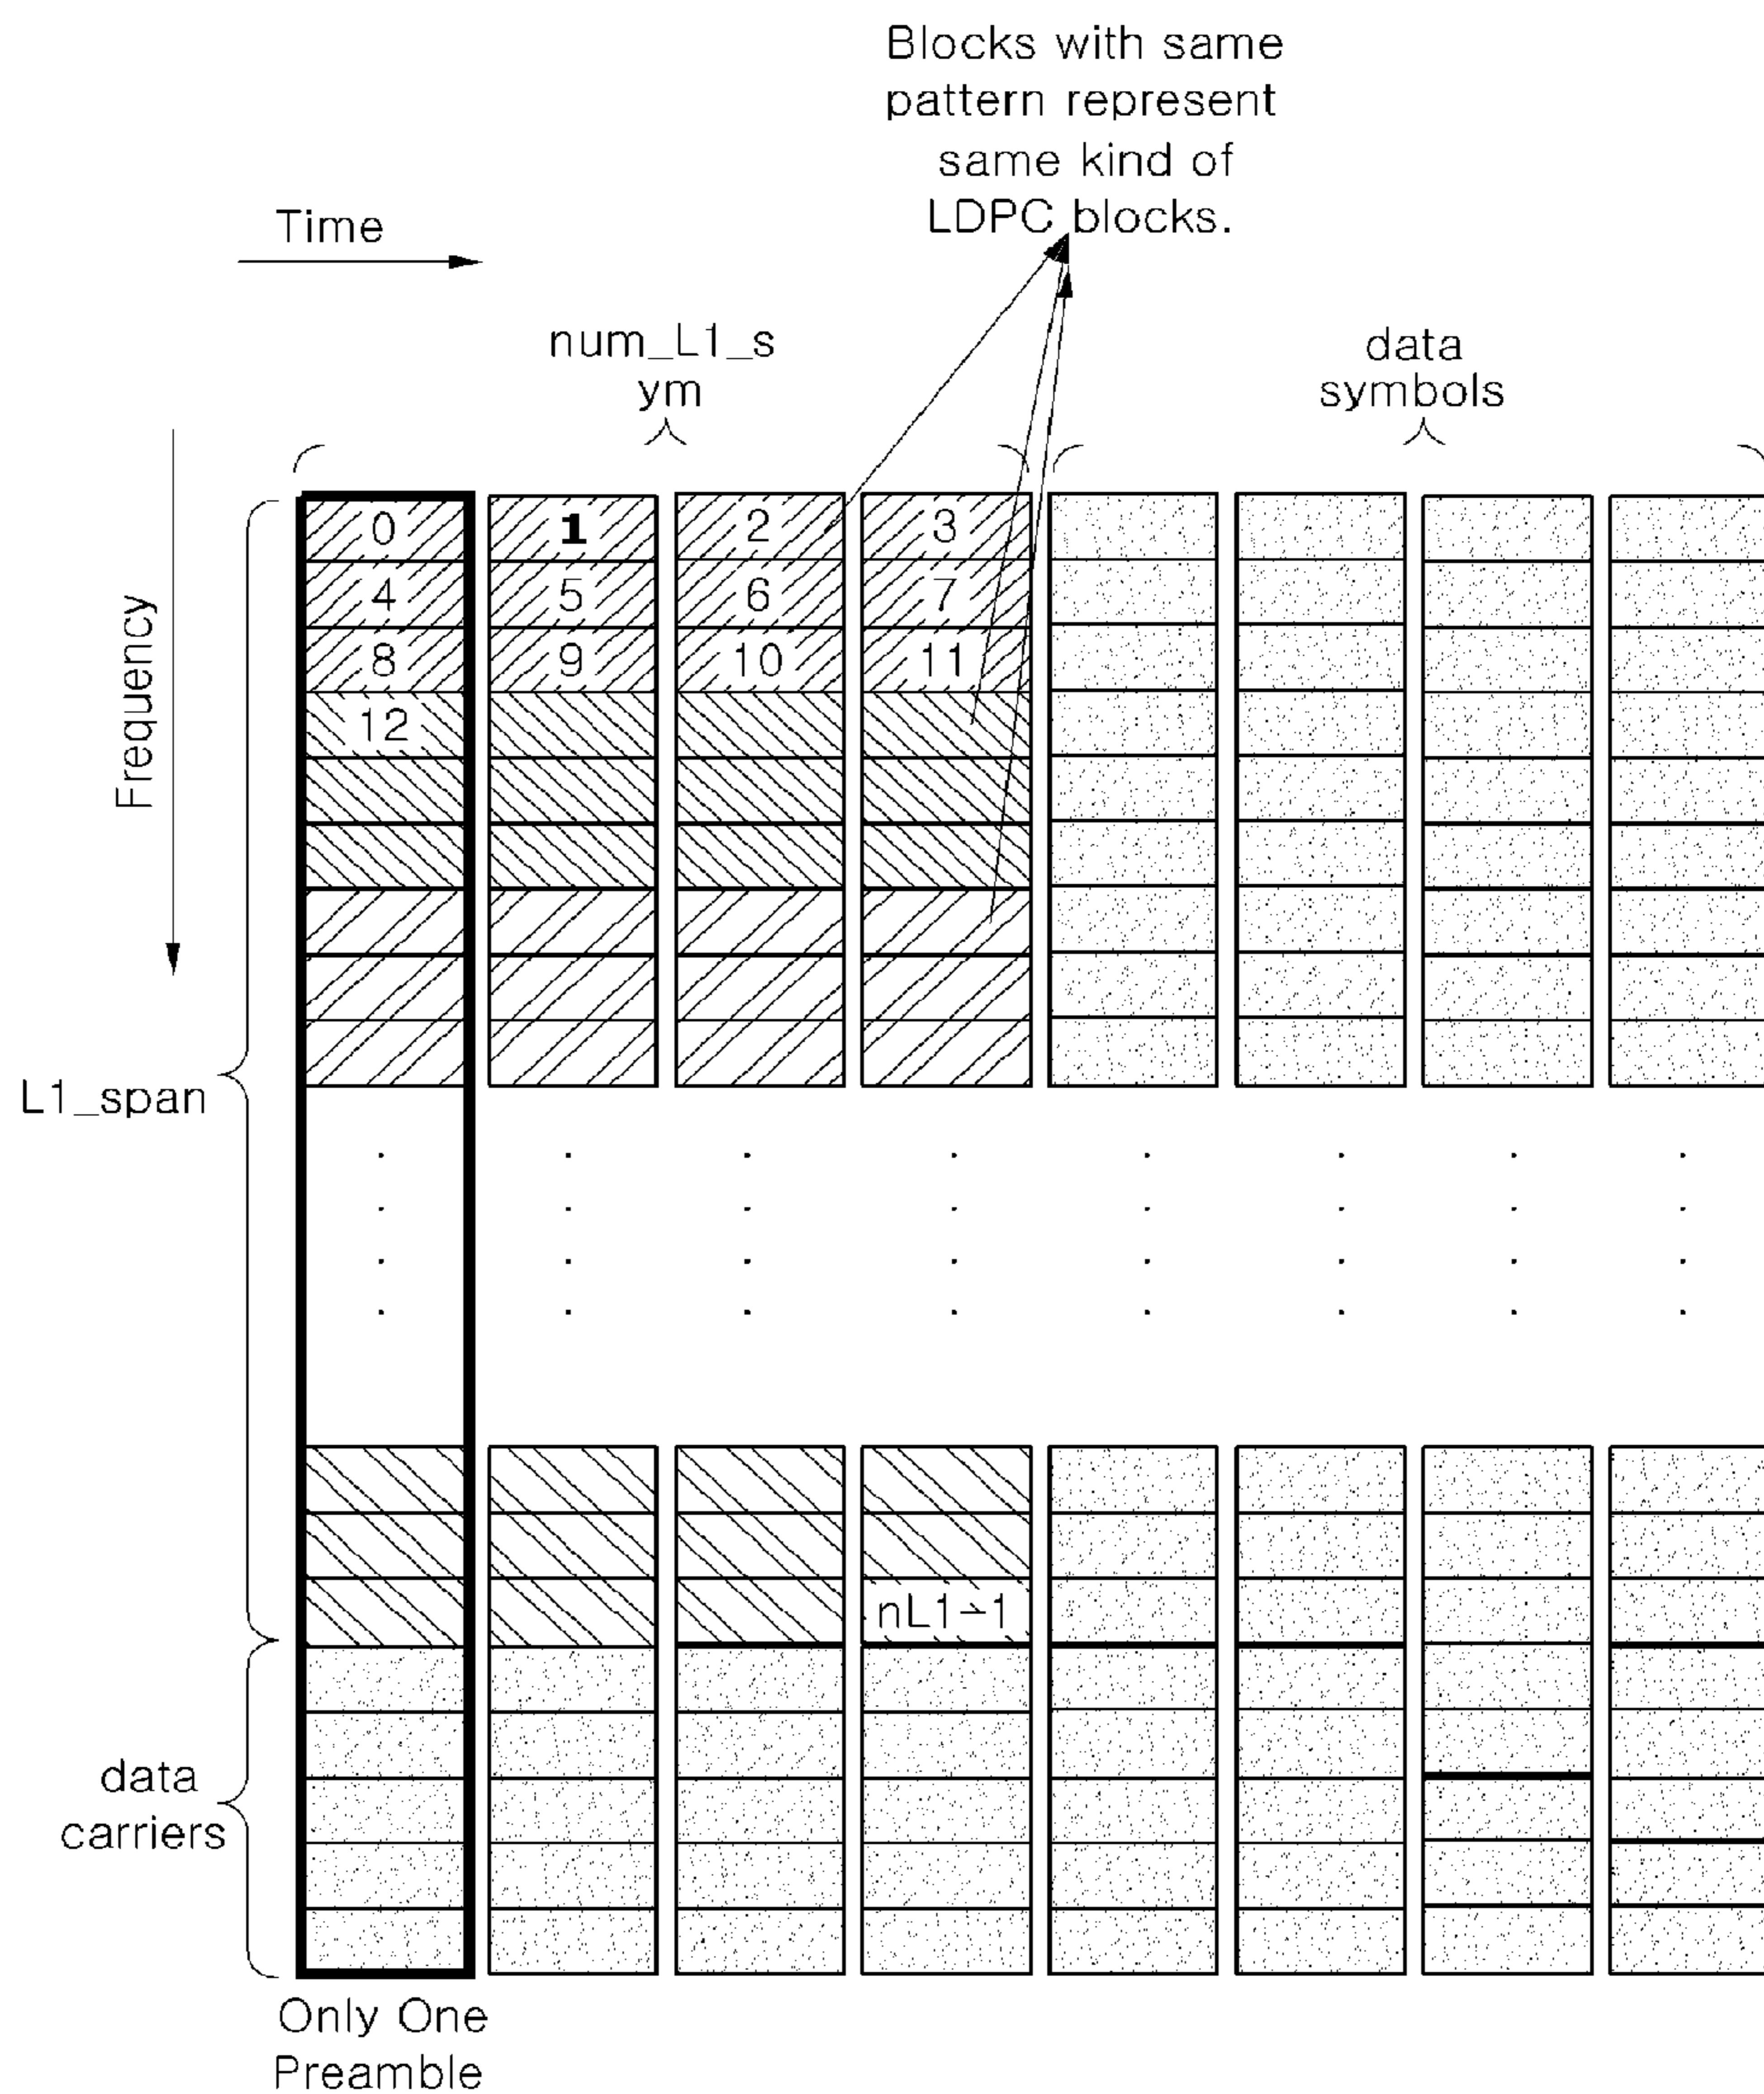 Blocks with same
pattern represent
same kind of
LDPC blocks.
Time
num_L1_s
ym
data
symbols
Frequency
0 1 2 3
4 5 6 7
8 9 10 11
12
L1_span
nL1-1
data
carriers
Only One
Preamble